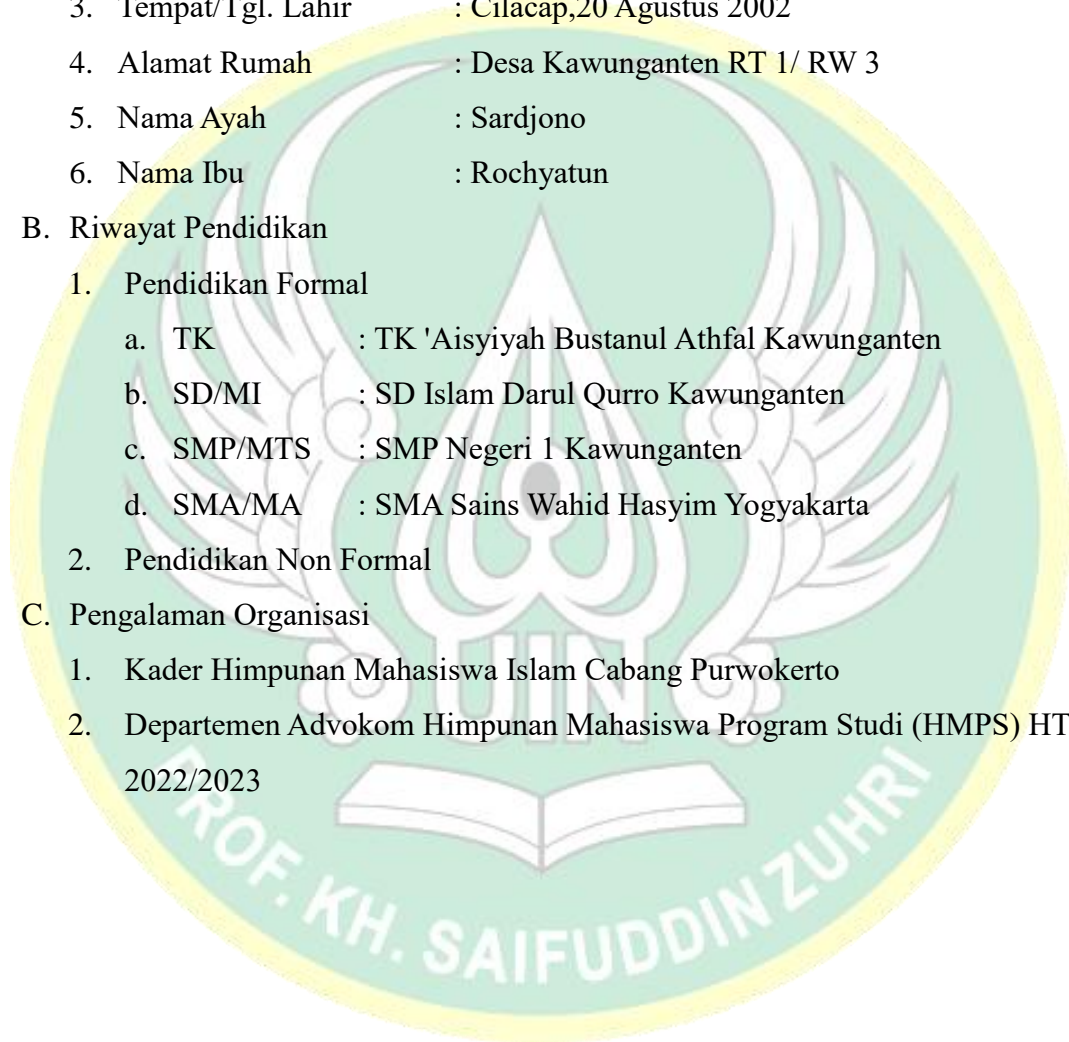 3. Tempat/Tgl. Lahir : Cilacap,20 Agustus 2002
4. Alamat Rumah : Desa Kawunganten RT 1/ RW 3
5. Nama Ayah : Sardjono
6. Nama Ibu : Rochyatun
B. Riwayat Pendidikan
1. Pendidikan Formal
a. TK : TK 'Aisyiyah Bustanul Athfal Kawunganten
b. SD/MI : SD Islam Darul Qurro Kawunganten
c. SMP/MTS : SMP Negeri 1 Kawunganten
d. SMA/MA : SMA Sains Wahid Hasyim Yogyakarta
2. Pendidikan Non Formal
C. Pengalaman Organisasi
1. Kader Himpunan Mahasiswa Islam Cabang Purwokerto
2. Departemen Advokom Himpunan Mahasiswa Program Studi (HMPS) HT
2022/2023
UIN
PROF. KH. SAIFUDDIN ZUHRI